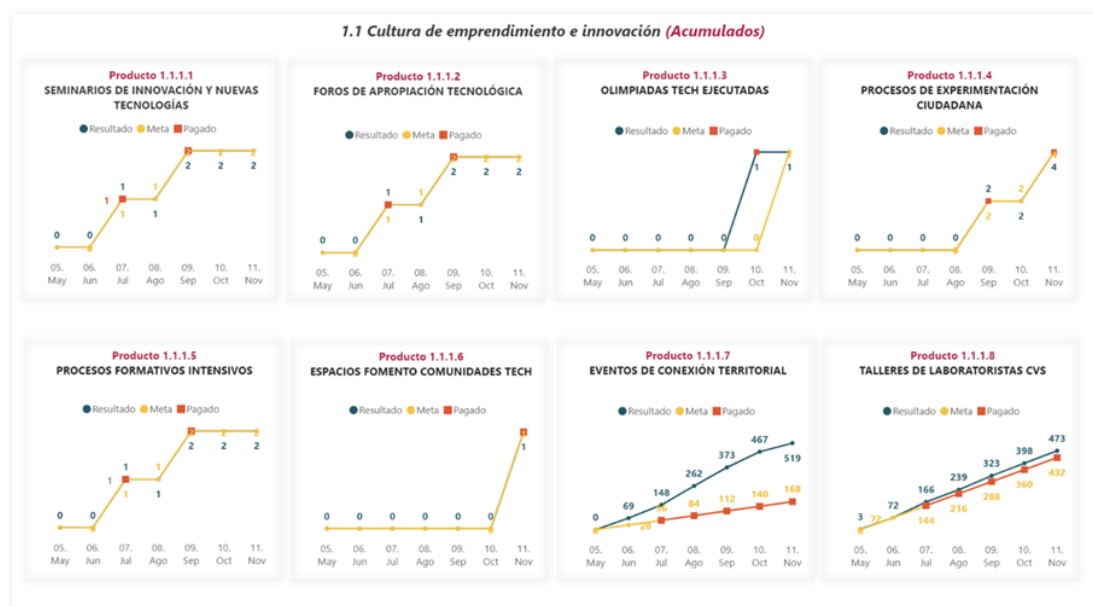 1.1 Cultura de emprendimiento e innovación (Acumulados)
Producto 1.1.1.1
SEMINARIOS DE INNOVACIÓN Y NUEVAS
TECNOLOGÍAS
Resultado Meta Pagado
1 1
2
1 1 1
2 2 2
0 0
05. 06. 07. 08. 09. 10. 11.
May Jun Jul Ago Sep Oct Nov
Producto 1.1.1.2
FOROS DE APROPIACIÓN TECNOLÓGICA
Resultado Meta Pagado
1 1
1 1
2 2 2
0 0
05. 06. 07. 08. 09. 10. 11.
May Jun Jul Ago Sep Oct Nov
Producto 1.1.1.3
OLIMPIADAS TECH EJECUTADAS
Resultado Meta Pagado
1 1
0 0 0 0 0 0
05. 06. 07. 08. 09. 10. 11.
May Jun Jul Ago Sep Oct Nov
Producto 1.1.1.4
PROCESOS DE EXPERIMENTACIÓN
CIUDADANA
Resultado Meta Pagado
4
2 2
2 2
0 0 0 0
05. 06. 07. 08. 09. 10. 11.
May Jun Jul Ago Sep Oct Nov
Producto 1.1.1.5
PROCESOS FORMATIVOS INTENSIVOS
Resultado Meta Pagado
2 2 2
1 1
1 1 1
0 0
05. 06. 07. 08. 09. 10. 11.
May Jun Jul Ago Sep Oct Nov
Producto 1.1.1.6
ESPACIOS FOMENTO COMUNIDADES TECH
Resultado Meta Pagado
1
0 0 0 0 0 0
05. 06. 07. 08. 09. 10. 11.
May Jun Jul Ago Sep Oct Nov
Producto 1.1.1.7
EVENTOS DE CONEXIÓN TERRITORIAL
Resultado Meta Pagado
0 69 148 262 373 467 519
28 84 112 140 168
05. 06. 07. 08. 09. 10. 11.
May Jun Jul Ago Sep Oct Nov
Producto 1.1.1.8
TALLERES DE LABORATORISTAS CVS
Resultado Meta Pagado
3 72 166 239 323 398 473
72 144 216 288 360 432
05. 06. 07. 08. 09. 10. 11.
May Jun Jul Ago Sep Oct Nov